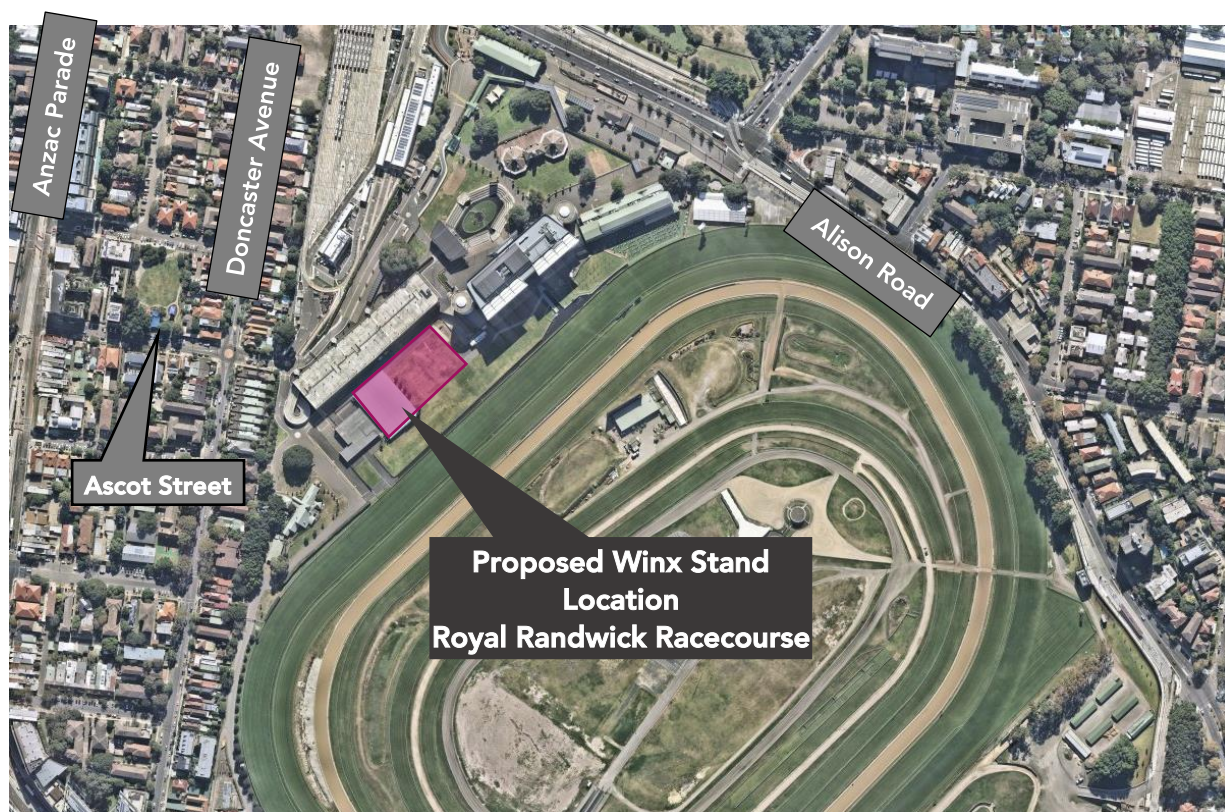 Anzac Parade
Doncaster Avenue
Alison Road
Ascot Street
Proposed Winx Stand
Location
Royal Randwick Racecourse